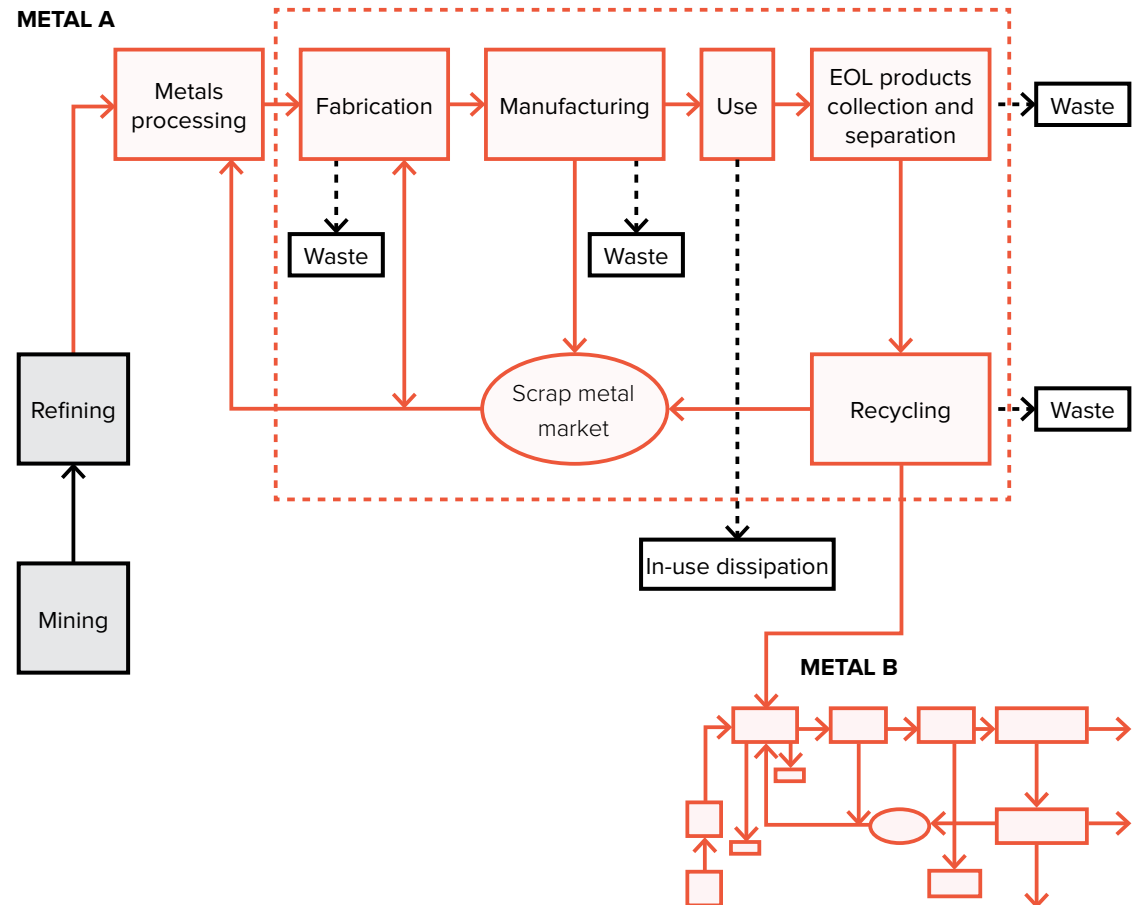 METAL A
Metals
processing
Fabrication
Manufacturing
Use
EOL products
collection and
separation
Waste
Waste
Waste
Refining
Scrap metal
market
Recycling
Waste
In-use dissipation
Mining
METAL B